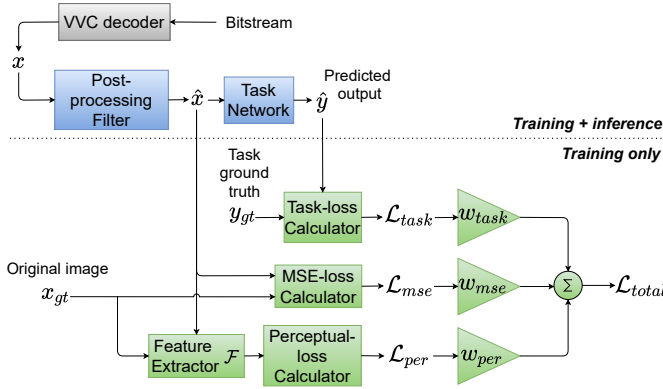 VVC decoder
Bitstream
x
Post-
processing
Filter
x̂
Task
Network
ŷ
Predicted
output
Training + inference
Training only
Task
ground
truth
y_gt
Task-loss
Calculator
ℒ_task
w_task
Original image
x_gt
MSE-loss
Calculator
ℒ_mse
w_mse
Σ
ℒ_total
Feature
Extractor ℱ
Perceptual-
loss
Calculator
ℒ_per
w_per